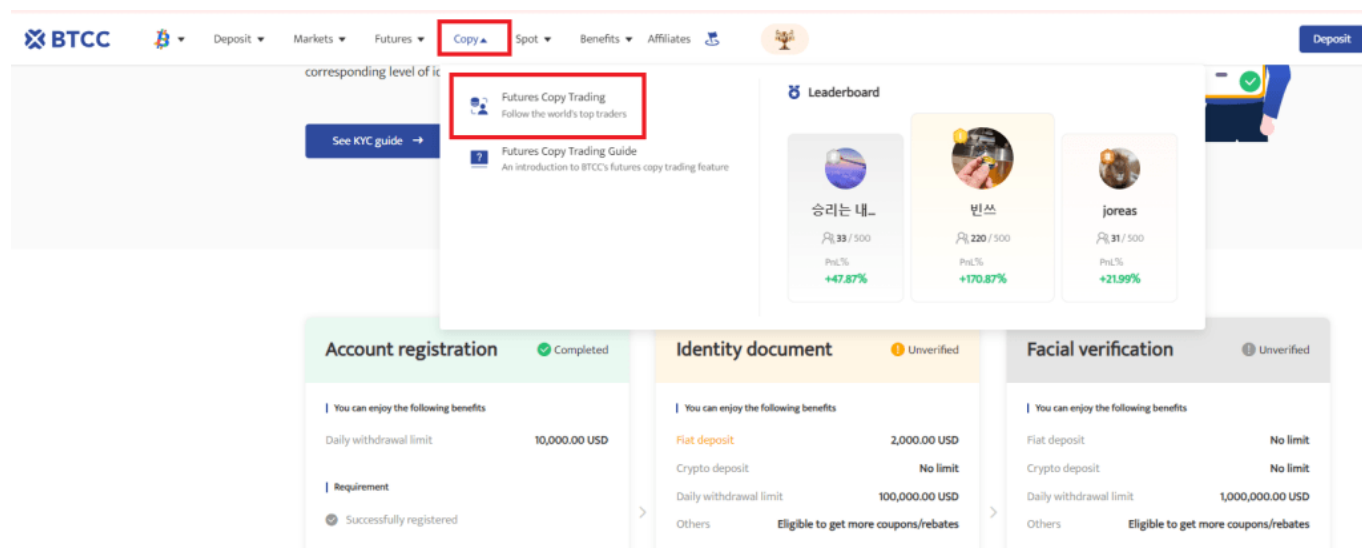 BTCC
Deposit
Markets
Futures
Copy
Spot
Benefits
Affiliates
Deposit
corresponding level of ic
See KYC guide →
Futures Copy Trading
Follow the world's top traders
Futures Copy Trading Guide
An introduction to BTCC's futures copy trading feature
Leaderboard
승리는 내...
33 / 500
PnL%
+47.87%
빈쓰
220 / 500
PnL%
+170.87%
joreas
31 / 500
PnL%
+21.99%
Account registration
Completed
You can enjoy the following benefits
Daily withdrawal limit 10,000.00 USD
Requirement
Successfully registered
Identity document
Unverified
You can enjoy the following benefits
Fiat deposit 2,000.00 USD
Crypto deposit No limit
Daily withdrawal limit 100,000.00 USD
Others Eligible to get more coupons/rebates
Facial verification
Unverified
You can enjoy the following benefits
Fiat deposit No limit
Crypto deposit No limit
Daily withdrawal limit 1,000,000.00 USD
Others Eligible to get more coupons/rebates